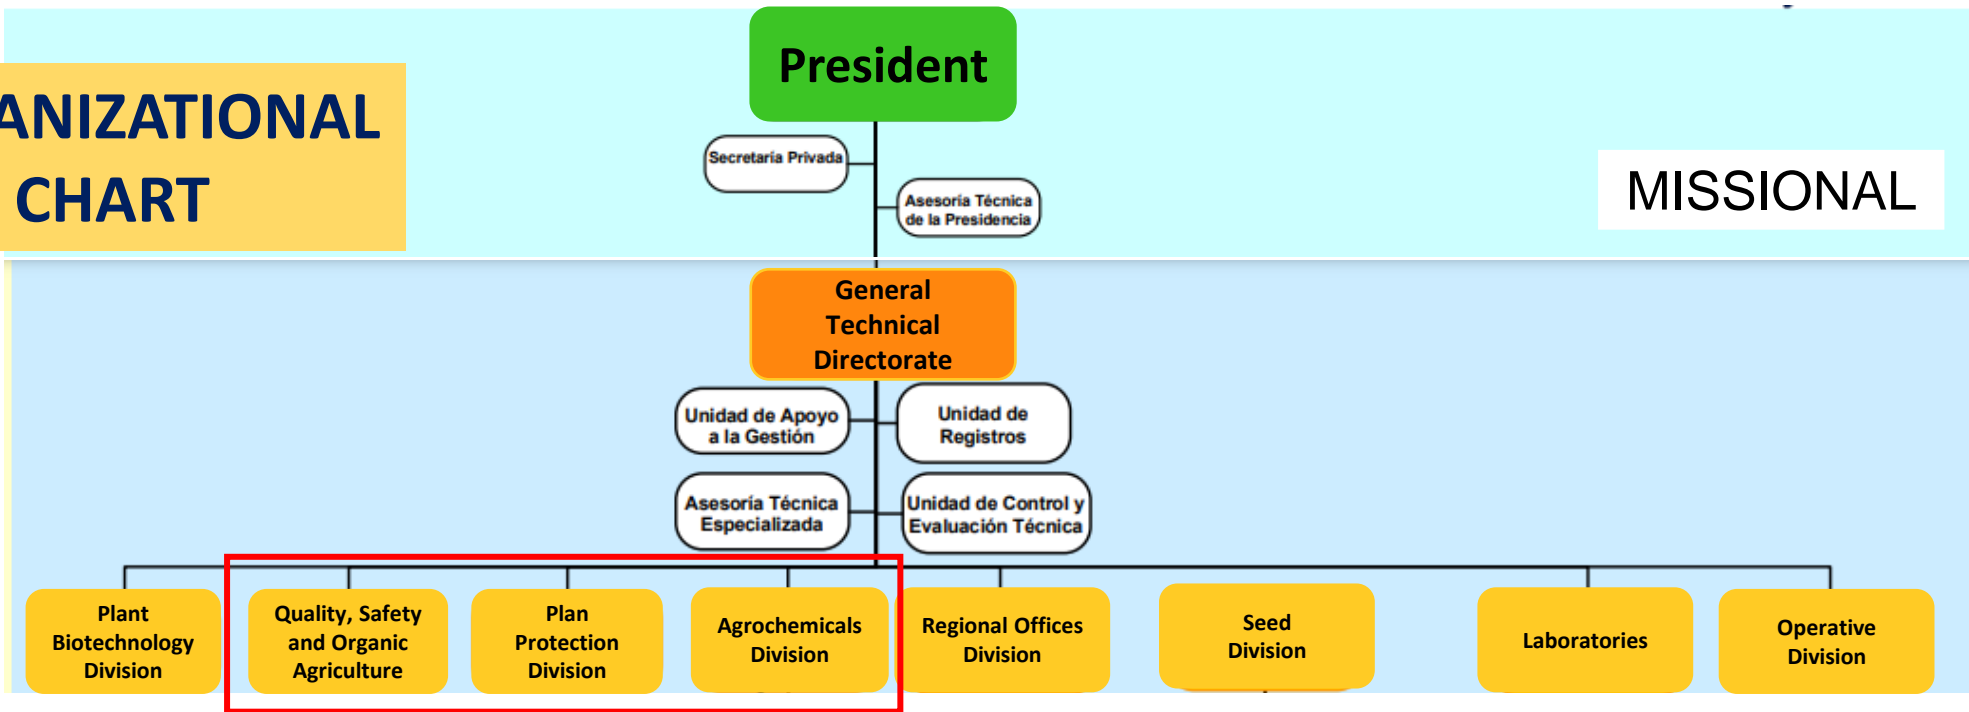 President
ANIZATIONAL
CHART
Secretaría Privada
MISSIONAL
Asesoría Técnica
de la Presidencia
General
Technical
Directorate
Unidad de Apoyo
a la Gestión
Unidad de
Registros
Asesoría Técnica
Especializada
Unidad de Control y
Evaluación Técnica
Plant
Biotechnology
Division
Quality, Safety
and Organic
Agriculture
Plan
Protection
Division
Agrochemicals
Division
Regional Offices
Division
Seed
Division
Laboratories
Operative
Division